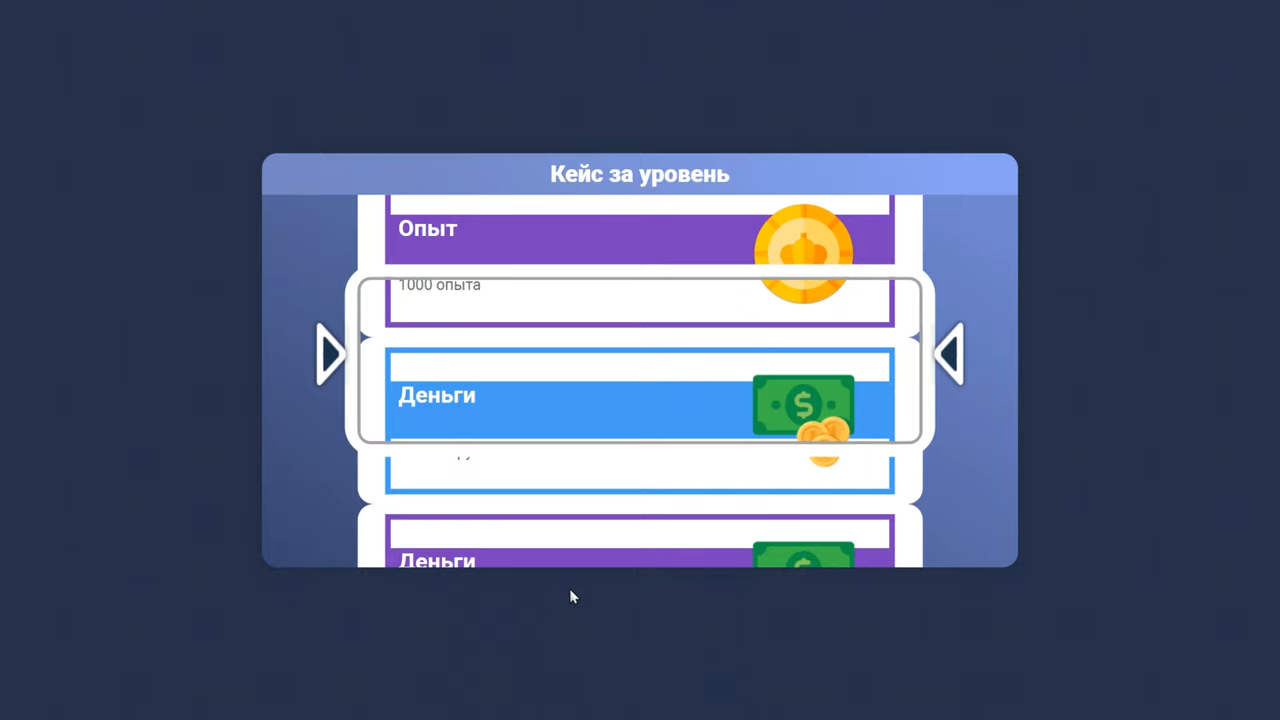 Кейс за уровень
Опыт
1000 опыта
Деньги
Деньги